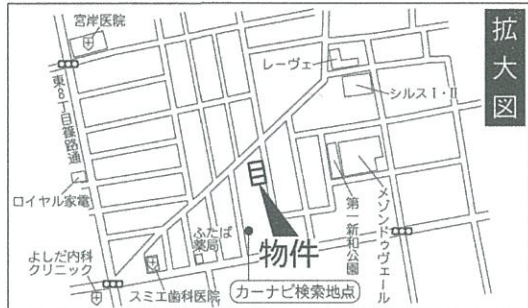 拡大図
宮岸医院
レーヴェ
シルスⅠ・Ⅱ
東8丁目篠路通
ロイヤル家電
メゾンドゥヴェール
第一新和公園
ふたば
薬局
物件
よしだ内科
クリニック
スミエ歯科医院
カーナビ検索地点